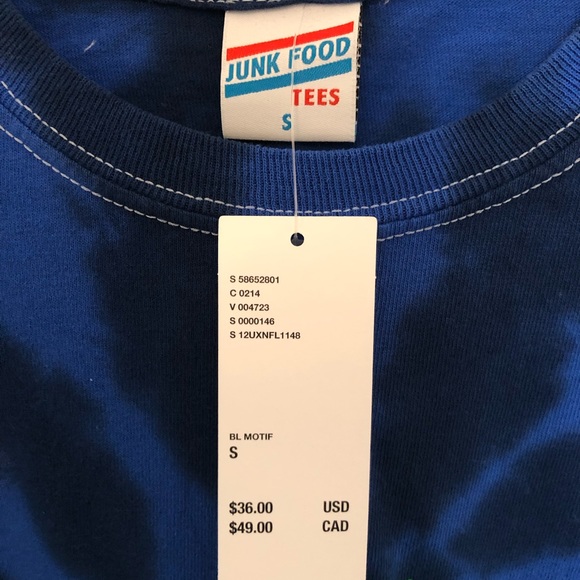 JUNK FOOD
TEES
S
S 58652801
C 0214
V 004723
S 0000146
S 12UXNFL1148
BL MOTIF
S
$36.00 USD
$49.00 CAD